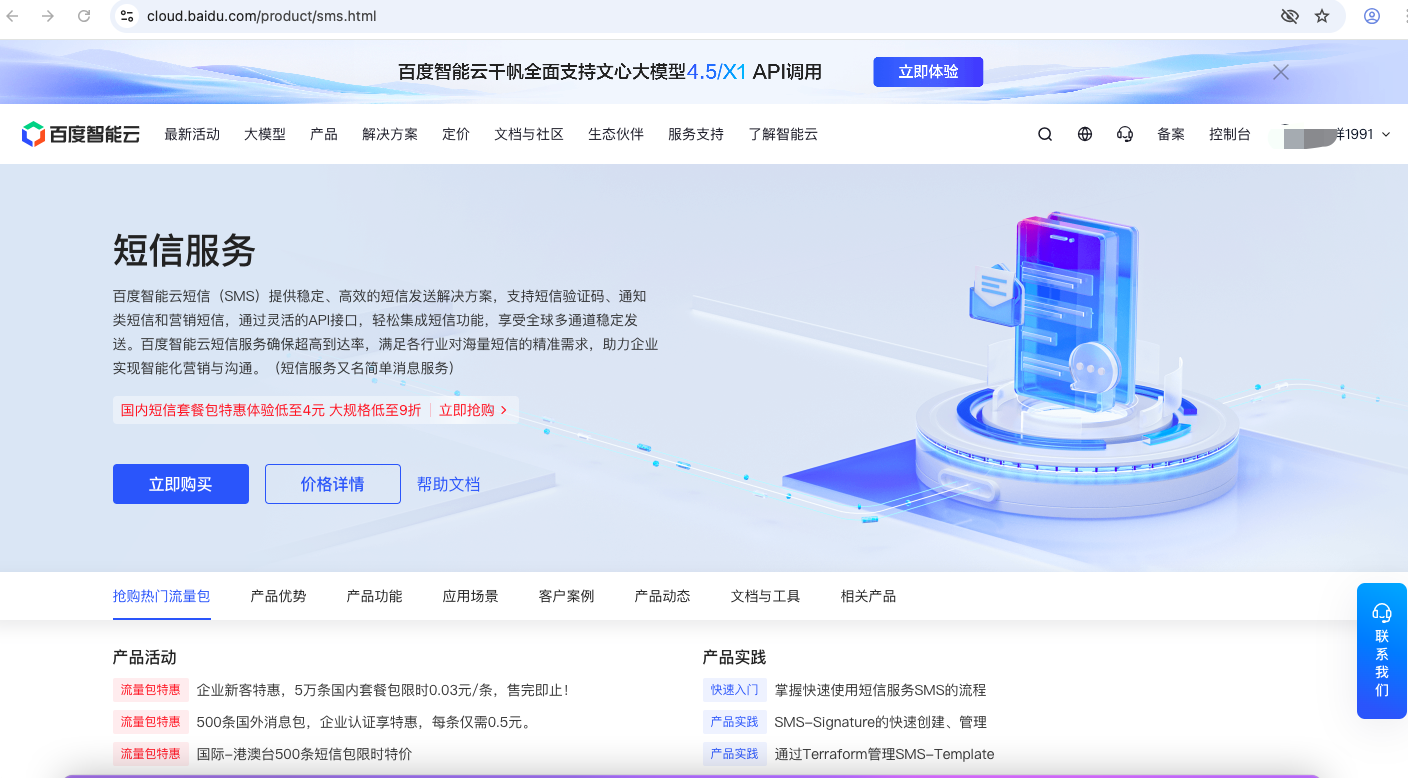 cloud.baidu.com/product/sms.html
百度智能云千帆全面支持文心大模型4.5/X1 API调用
立即体验
百度智能云
最新活动
大模型
产品
解决方案
定价
文档与社区
生态伙伴
服务支持
了解智能云
备案
控制台
1991
短信服务
百度智能云短信（SMS）提供稳定、高效的短信发送解决方案，支持短信验证码、通知
类短信和营销短信，通过灵活的API接口，轻松集成短信功能，享受全球多通道稳定发
送。百度智能云短信服务确保超高到达率，满足各行业对海量短信的精准需求，助力企业
实现智能化营销与沟通。（短信服务又名简单消息服务）
国内短信套餐包特惠体验低至4元 大规格低至9折
立即抢购
立即购买
价格详情
帮助文档
抢购热门流量包
产品优势
产品功能
应用场景
客户案例
产品动态
文档与工具
相关产品
联系我们
产品活动
流量包特惠 企业新客特惠，5万条国内套餐包限时0.03元/条，售完即止！
流量包特惠 500条国外消息包，企业认证享特惠，每条仅需0.5元。
流量包特惠 国际-港澳台500条短信包限时特价
产品实践
快速入门 掌握快速使用短信服务SMS的流程
产品实践 SMS-Signature的快速创建、管理
产品实践 通过Terraform管理SMS-Template